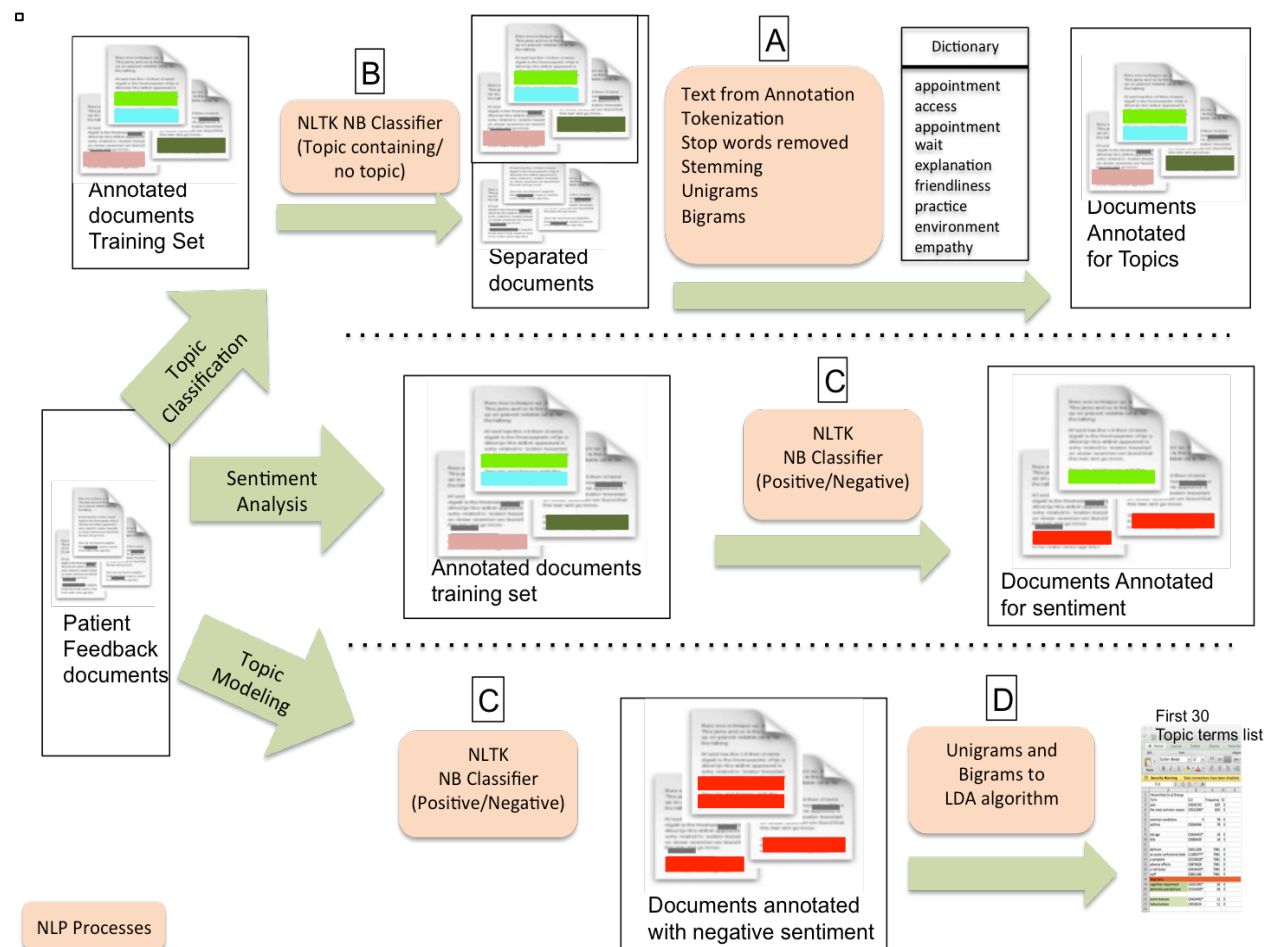 B
A
Dictionary
NLTK NB Classifier
(Topic containing/
no topic)
Text from Annotation
Tokenization
Stop words removed
Stemming
Unigrams
Bigrams
appointment
access
appointment
wait
explanation
friendliness
practice
environment
empathy
Annotated
documents
Training Set
Separated
documents
Documents
Annotated
for Topics
Topic
Classification
C
NLTK
NB Classifier
(Positive/Negative)
Sentiment
Analysis
Annotated documents
training set
Documents Annotated
for sentiment
Patient
Feedback
documents
Topic
Modeling
C
NLTK
NB Classifier
(Positive/Negative)
D
Unigrams and
Bigrams to
LDA algorithm
First 30
Topic terms list
Documents annotated
with negative sentiment
NLP Processes